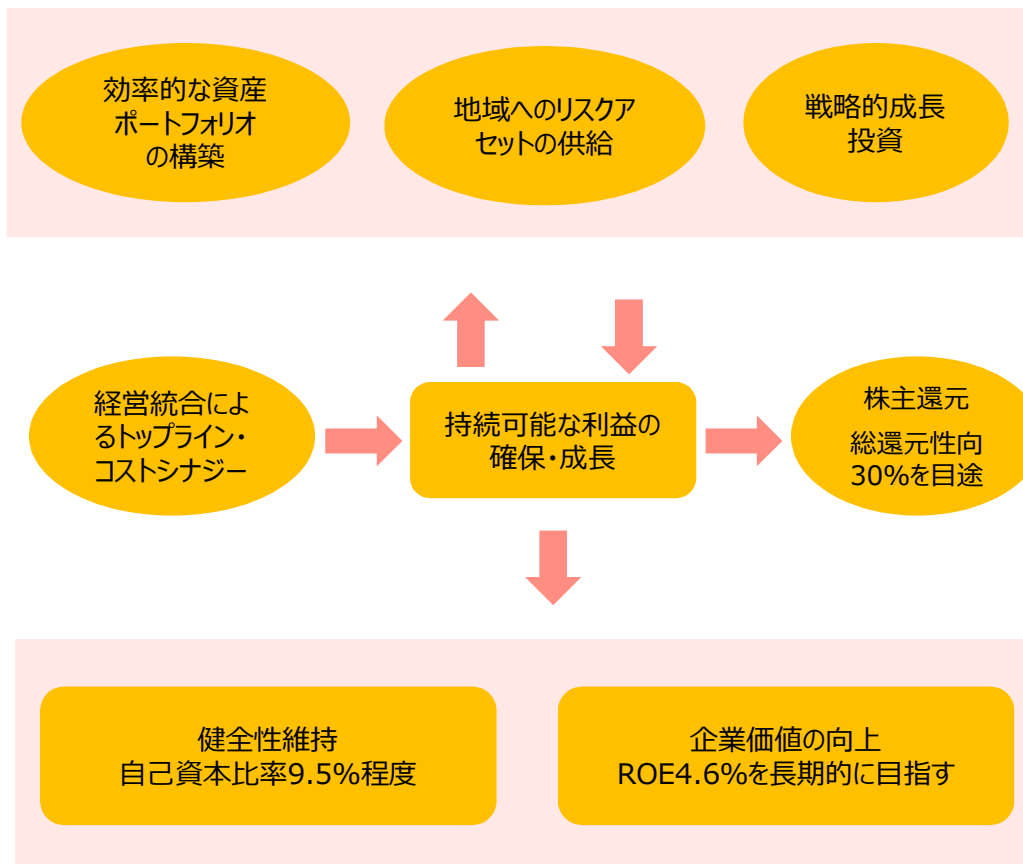 効率的な資産
ポートフォリオ
の構築
地域へのリスクア
セットの供給
戦略的成長
投資
経営統合によ
るトップライン・
コストシナジー
持続可能な利益の
確保・成長
株主還元
総還元性向
30%を目途
健全性維持
自己資本比率9.5%程度
企業価値の向上
ROE4.6%を長期的に目指す